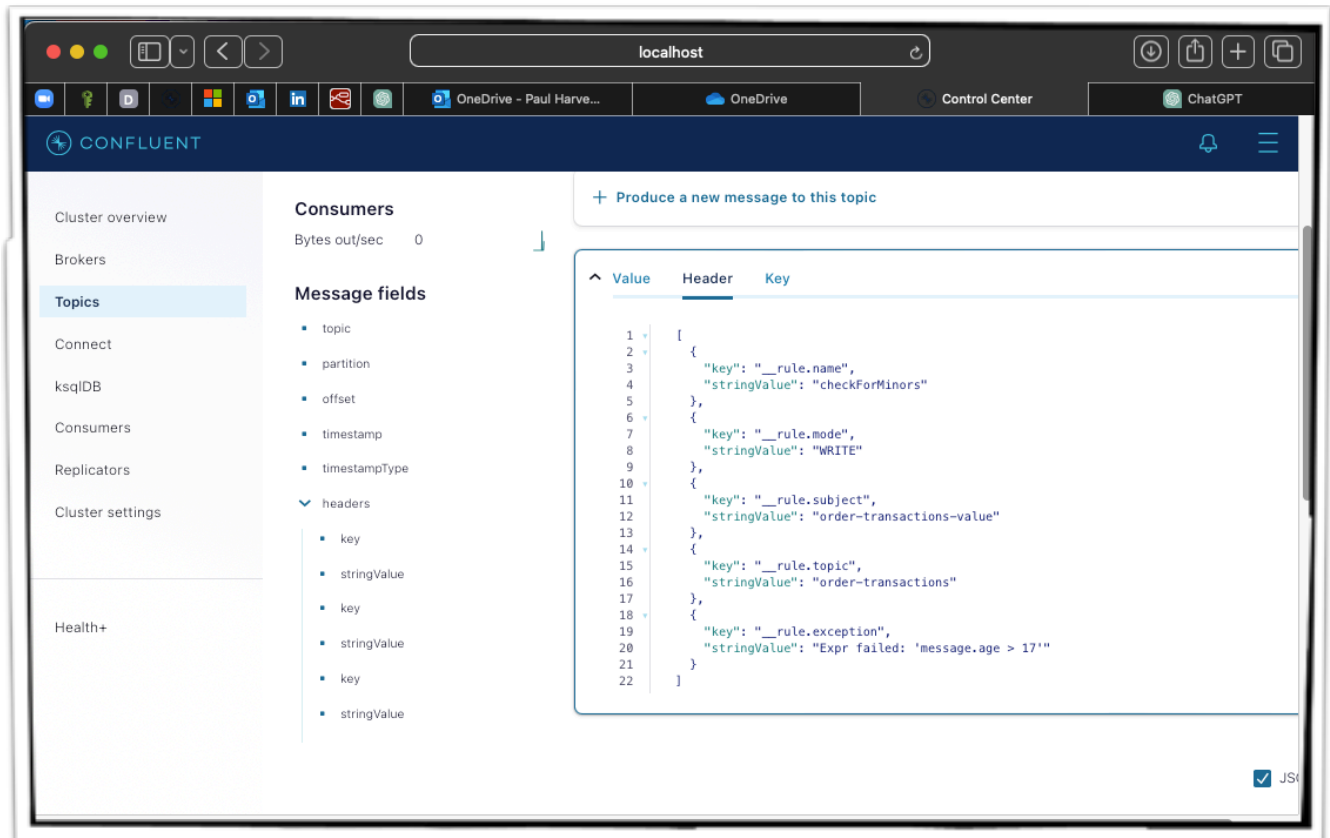 localhost
D
in
OneDrive - Paul Harve...
OneDrive
Control Center
ChatGPT
CONFLUENT
Cluster overview
Brokers
Topics
Connect
ksqlDB
Consumers
Replicators
Cluster settings
Health+
Consumers
Bytes out/sec 0
Message fields
topic
partition
offset
timestamp
timestampType
headers
key
stringValue
key
stringValue
key
stringValue
+ Produce a new message to this topic
Value Header Key
1 [
2 {
3 "key": "__rule.name",
4 "stringValue": "checkForMinors"
5 },
6 {
7 "key": "__rule.mode",
8 "stringValue": "WRITE"
9 },
10 {
11 "key": "__rule.subject",
12 "stringValue": "order-transactions-value"
13 },
14 {
15 "key": "__rule.topic",
16 "stringValue": "order-transactions"
17 },
18 {
19 "key": "__rule.exception",
20 "stringValue": "Expr failed: 'message.age > 17'"
21 }
22 ]